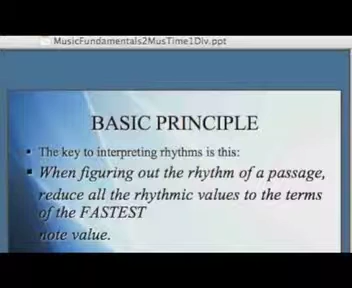 MusicFundamentals2MusTime1Div.ppt
BASIC PRINCIPLE
▪ The key to interpreting rhythms is this:
▪ When figuring out the rhythm of a passage,
reduce all the rhythmic values to the terms
of the FASTEST
note value.